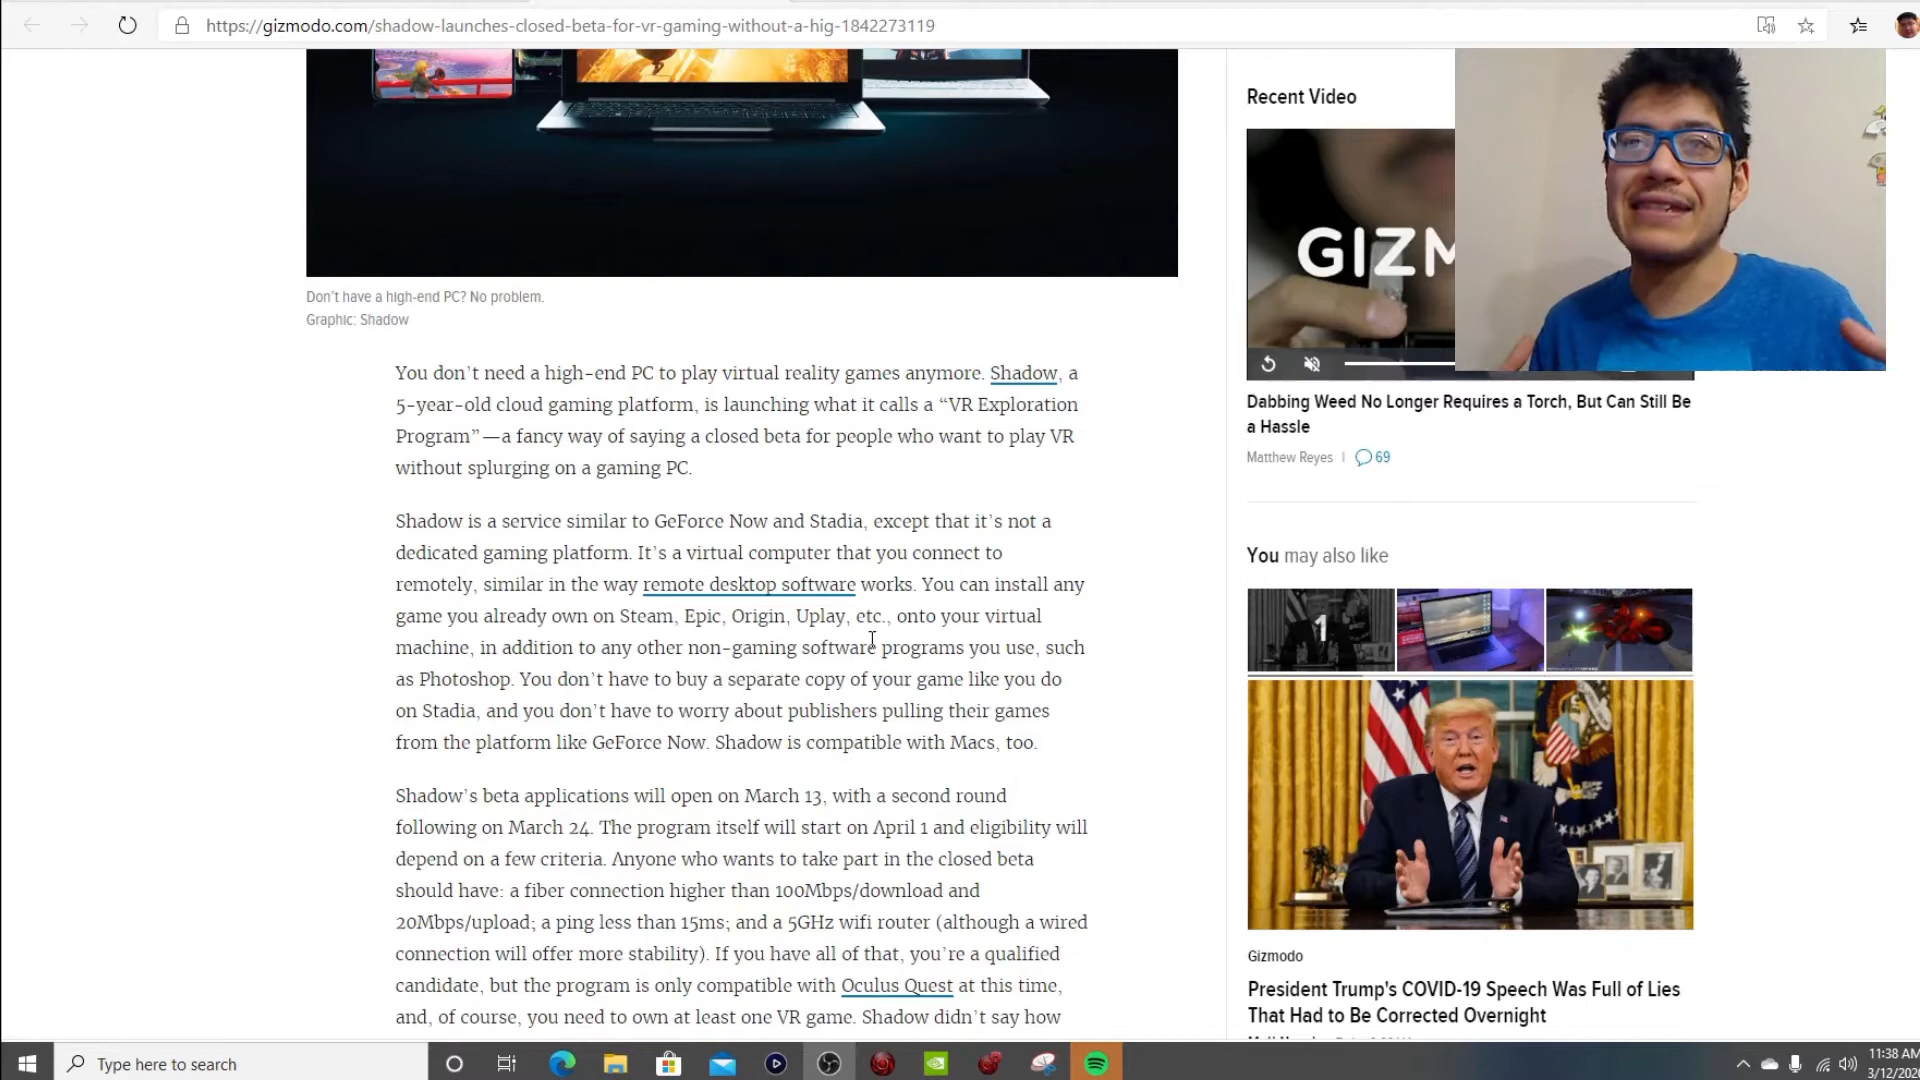 https://gizmodo.com/shadow-launches-closed-beta-for-vr-gaming-without-a-hig-1842273119
Don't have a high-end PC? No problem.
Graphic: Shadow
You don't need a high-end PC to play virtual reality games anymore. Shadow, a
5-year-old cloud gaming platform, is launching what it calls a “VR Exploration
Program”—a fancy way of saying a closed beta for people who want to play VR
without splurging on a gaming PC.
Shadow is a service similar to GeForce Now and Stadia, except that it's not a
dedicated gaming platform. It's a virtual computer that you connect to
remotely, similar in the way remote desktop software works. You can install any
game you already own on Steam, Epic, Origin, Uplay, etc., onto your virtual
machine, in addition to any other non-gaming software programs you use, such
as Photoshop. You don't have to buy a separate copy of your game like you do
on Stadia, and you don't have to worry about publishers pulling their games
from the platform like GeForce Now. Shadow is compatible with Macs, too.
Shadow's beta applications will open on March 13, with a second round
following on March 24. The program itself will start on April 1 and eligibility will
depend on a few criteria. Anyone who wants to take part in the closed beta
should have: a fiber connection higher than 100Mbps/download and
20Mbps/upload; a ping less than 15ms; and a 5GHz wifi router (although a wired
connection will offer more stability). If you have all of that, you're a qualified
candidate, but the program is only compatible with Oculus Quest at this time,
and, of course, you need to own at least one VR game. Shadow didn't say how
Recent Video
GIZM
Dabbing Weed No Longer Requires a Torch, But Can Still Be
a Hassle
Matthew Reyes | 69
You may also like
1
Gizmodo
President Trump's COVID-19 Speech Was Full of Lies
That Had to Be Corrected Overnight
Type here to search
11:38 AM
3/12/202